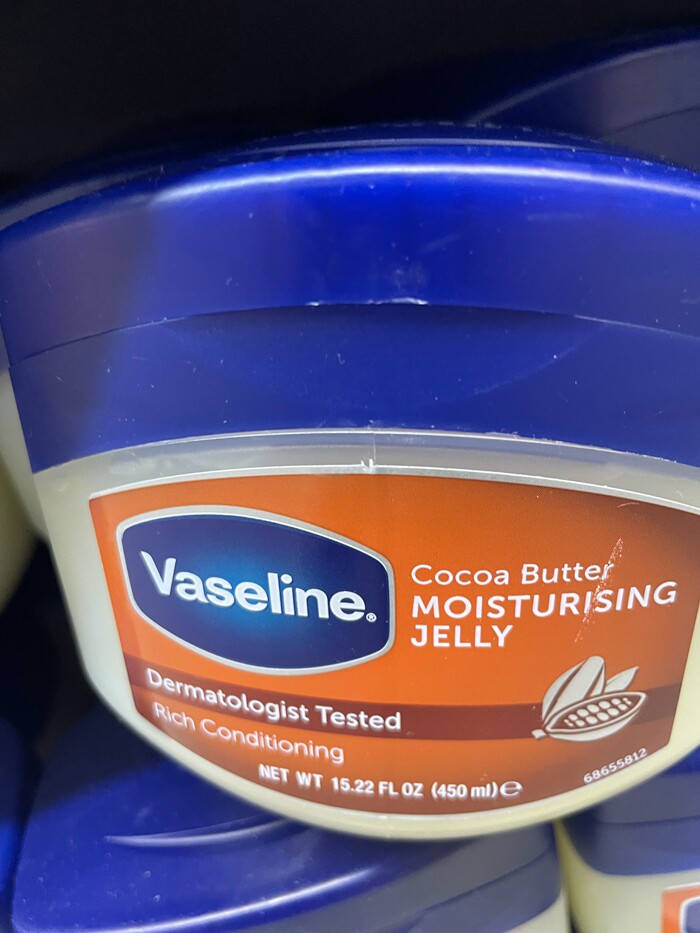 Vaseline®
Cocoa Butter
MOISTURISING
JELLY
Dermatologist Tested
Rich Conditioning
NET WT 15.22 FL OZ (450 ml) ℮
68655812